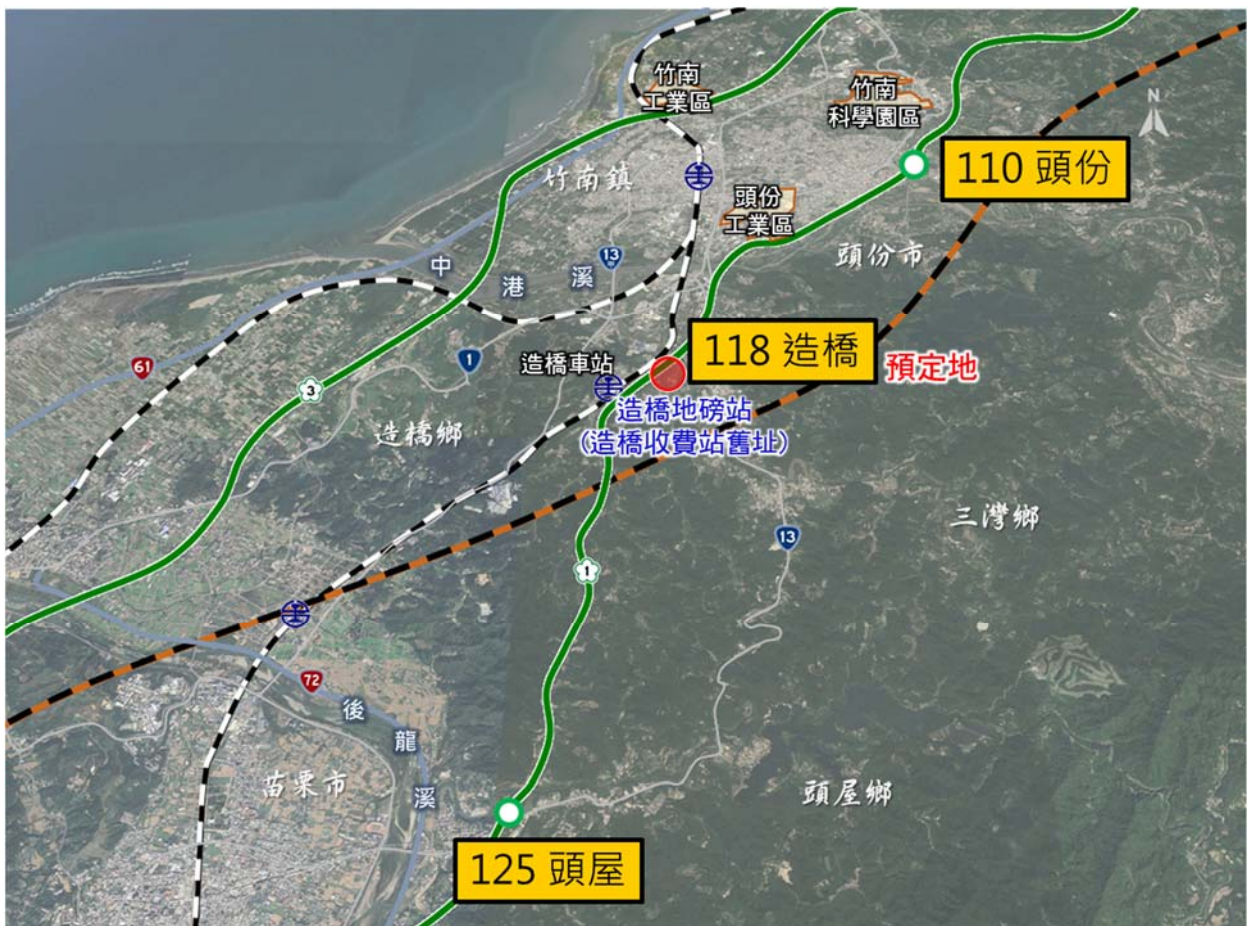 竹南
工業區
竹南
科學園區
N
110 頭份
竹南鎮
頭份
工業區
頭份市
13
中港溪
118 造橋
預定地
造橋車站
1
61
3
造橋地磅站
(造橋收費站舊址)
造橋鄉
三灣鄉
13
1
72
後龍溪
苗栗市
頭屋鄉
125 頭屋